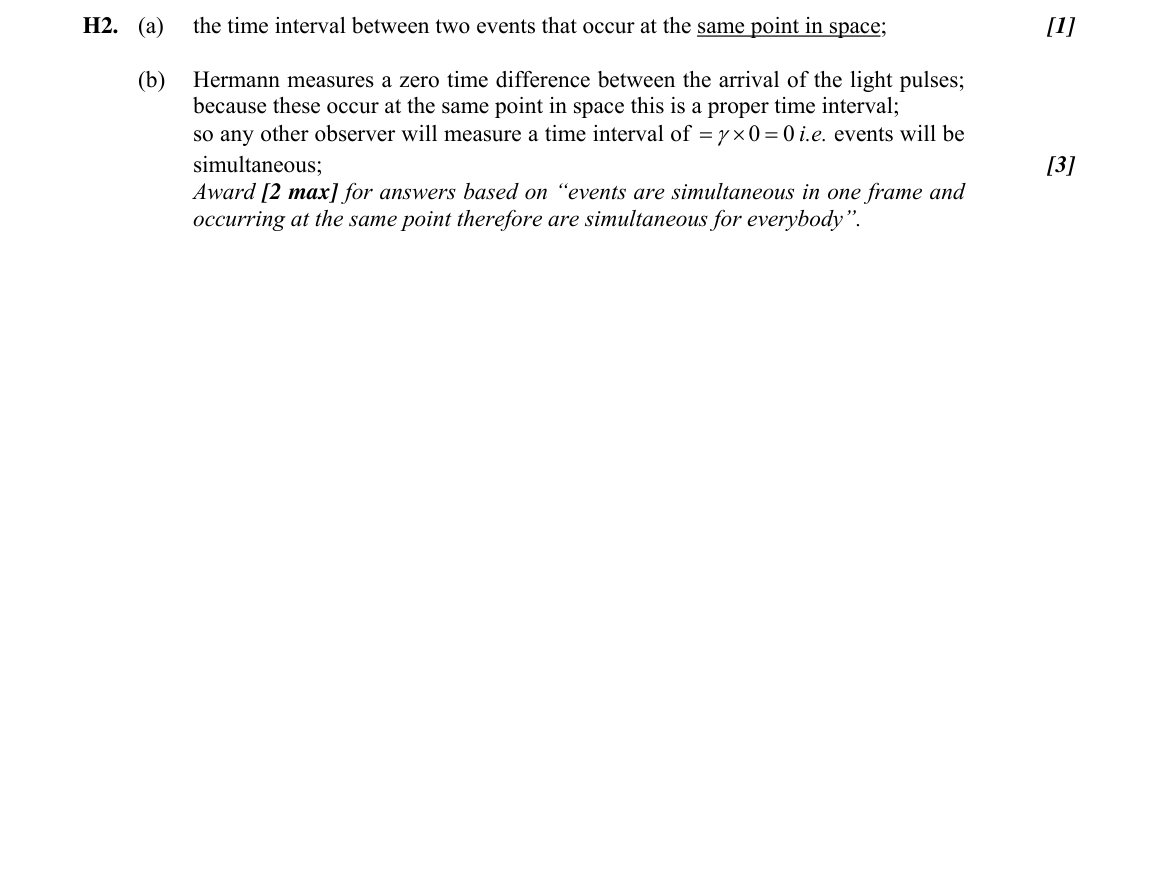 H2. (a) the time interval between two events that occur at the same point in space; [1]
(b) Hermann measures a zero time difference between the arrival of the light pulses;
because these occur at the same point in space this is a proper time interval;
so any other observer will measure a time interval of = γ × 0 = 0 i.e. events will be
simultaneous; [3]
Award [2 max] for answers based on “events are simultaneous in one frame and
occurring at the same point therefore are simultaneous for everybody”.